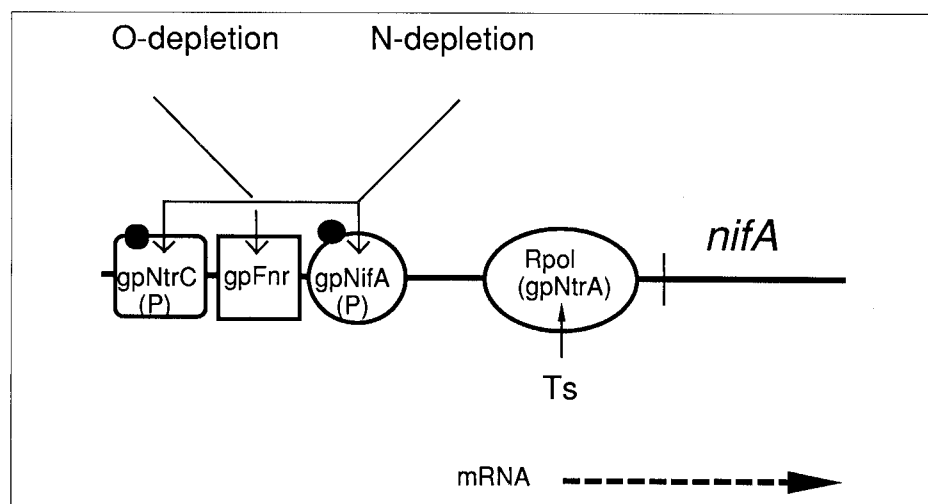 O-depletion
N-depletion
gpNtrC
(P)
gpFnr
gpNifA
(P)
Rpol
(gpNtrA)
nifA
Ts
mRNA